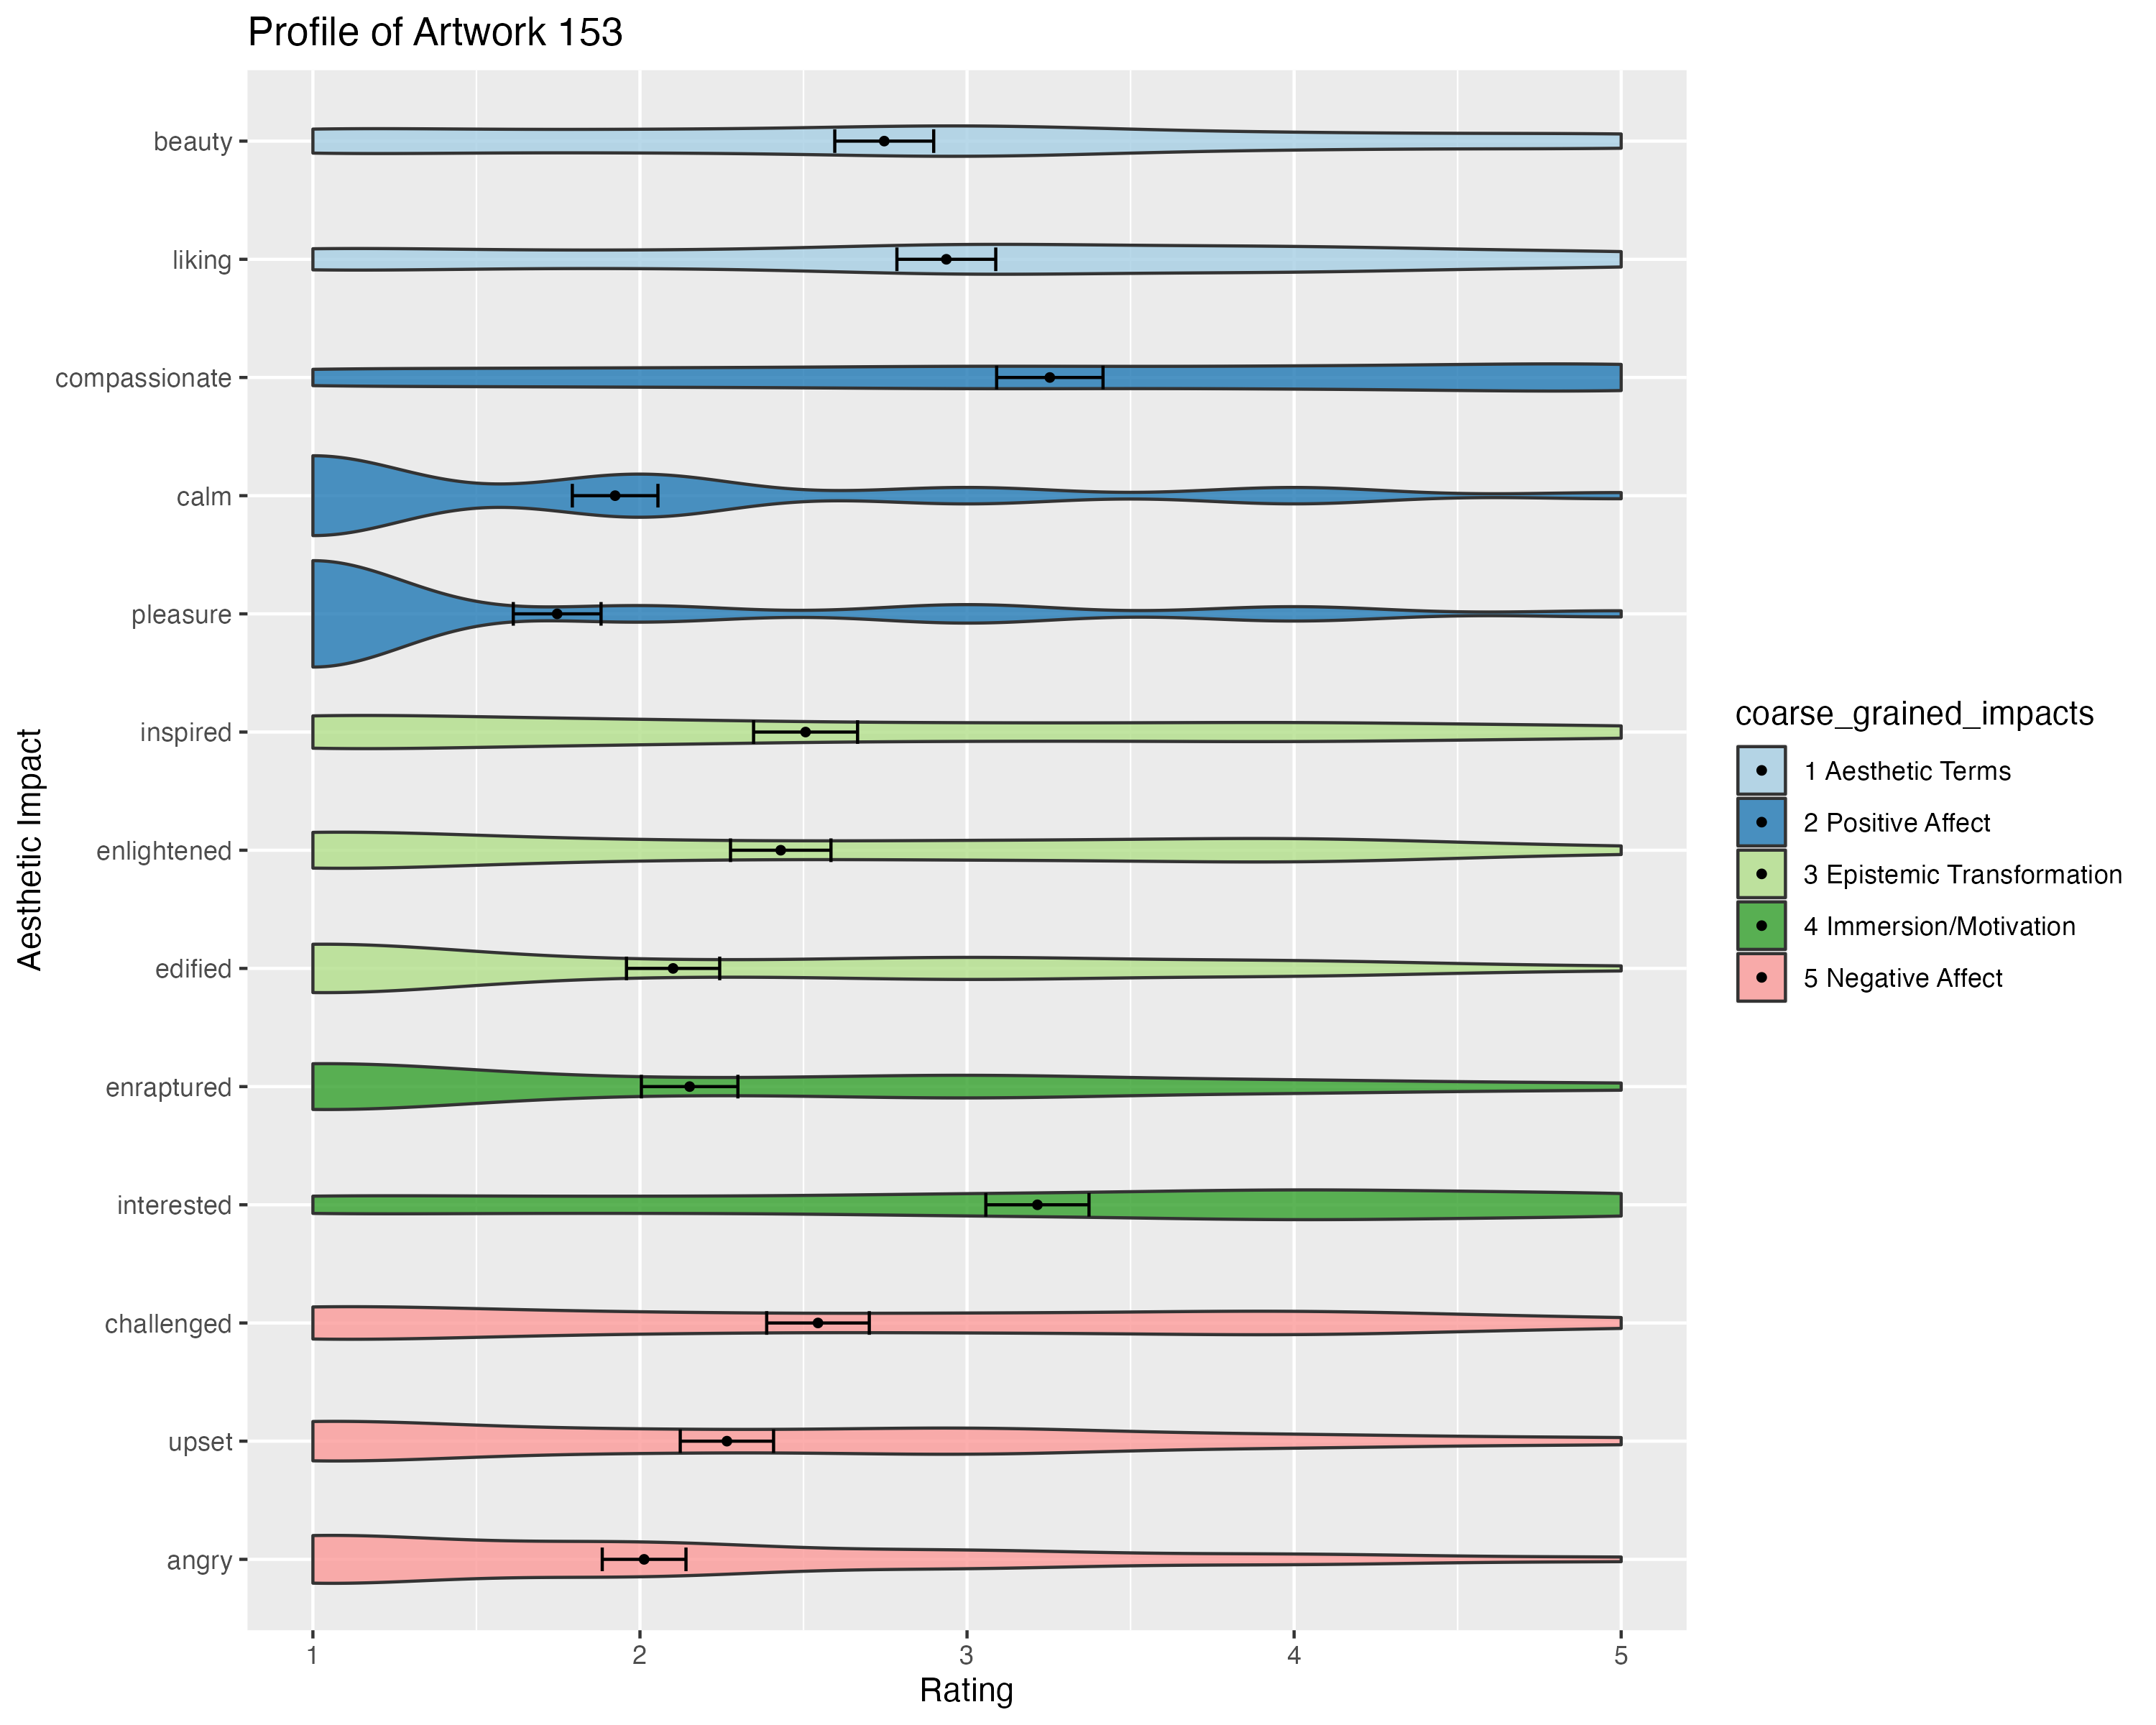 Profile of Artwork 153
beauty
liking
compassionate
calm
pleasure
inspired
enlightened
edified
enraptured
interested
challenged
upset
angry
Aesthetic Impact
1 2 3 4 5
Rating
coarse_grained_impacts
1 Aesthetic Terms
2 Positive Affect
3 Epistemic Transformation
4 Immersion/Motivation
5 Negative Affect